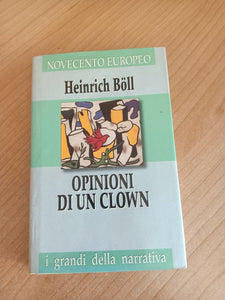 NOVECENTO EUROPEO
Heinrich Böll
OPINIONI
DI UN CLOWN
i grandi della narrativa